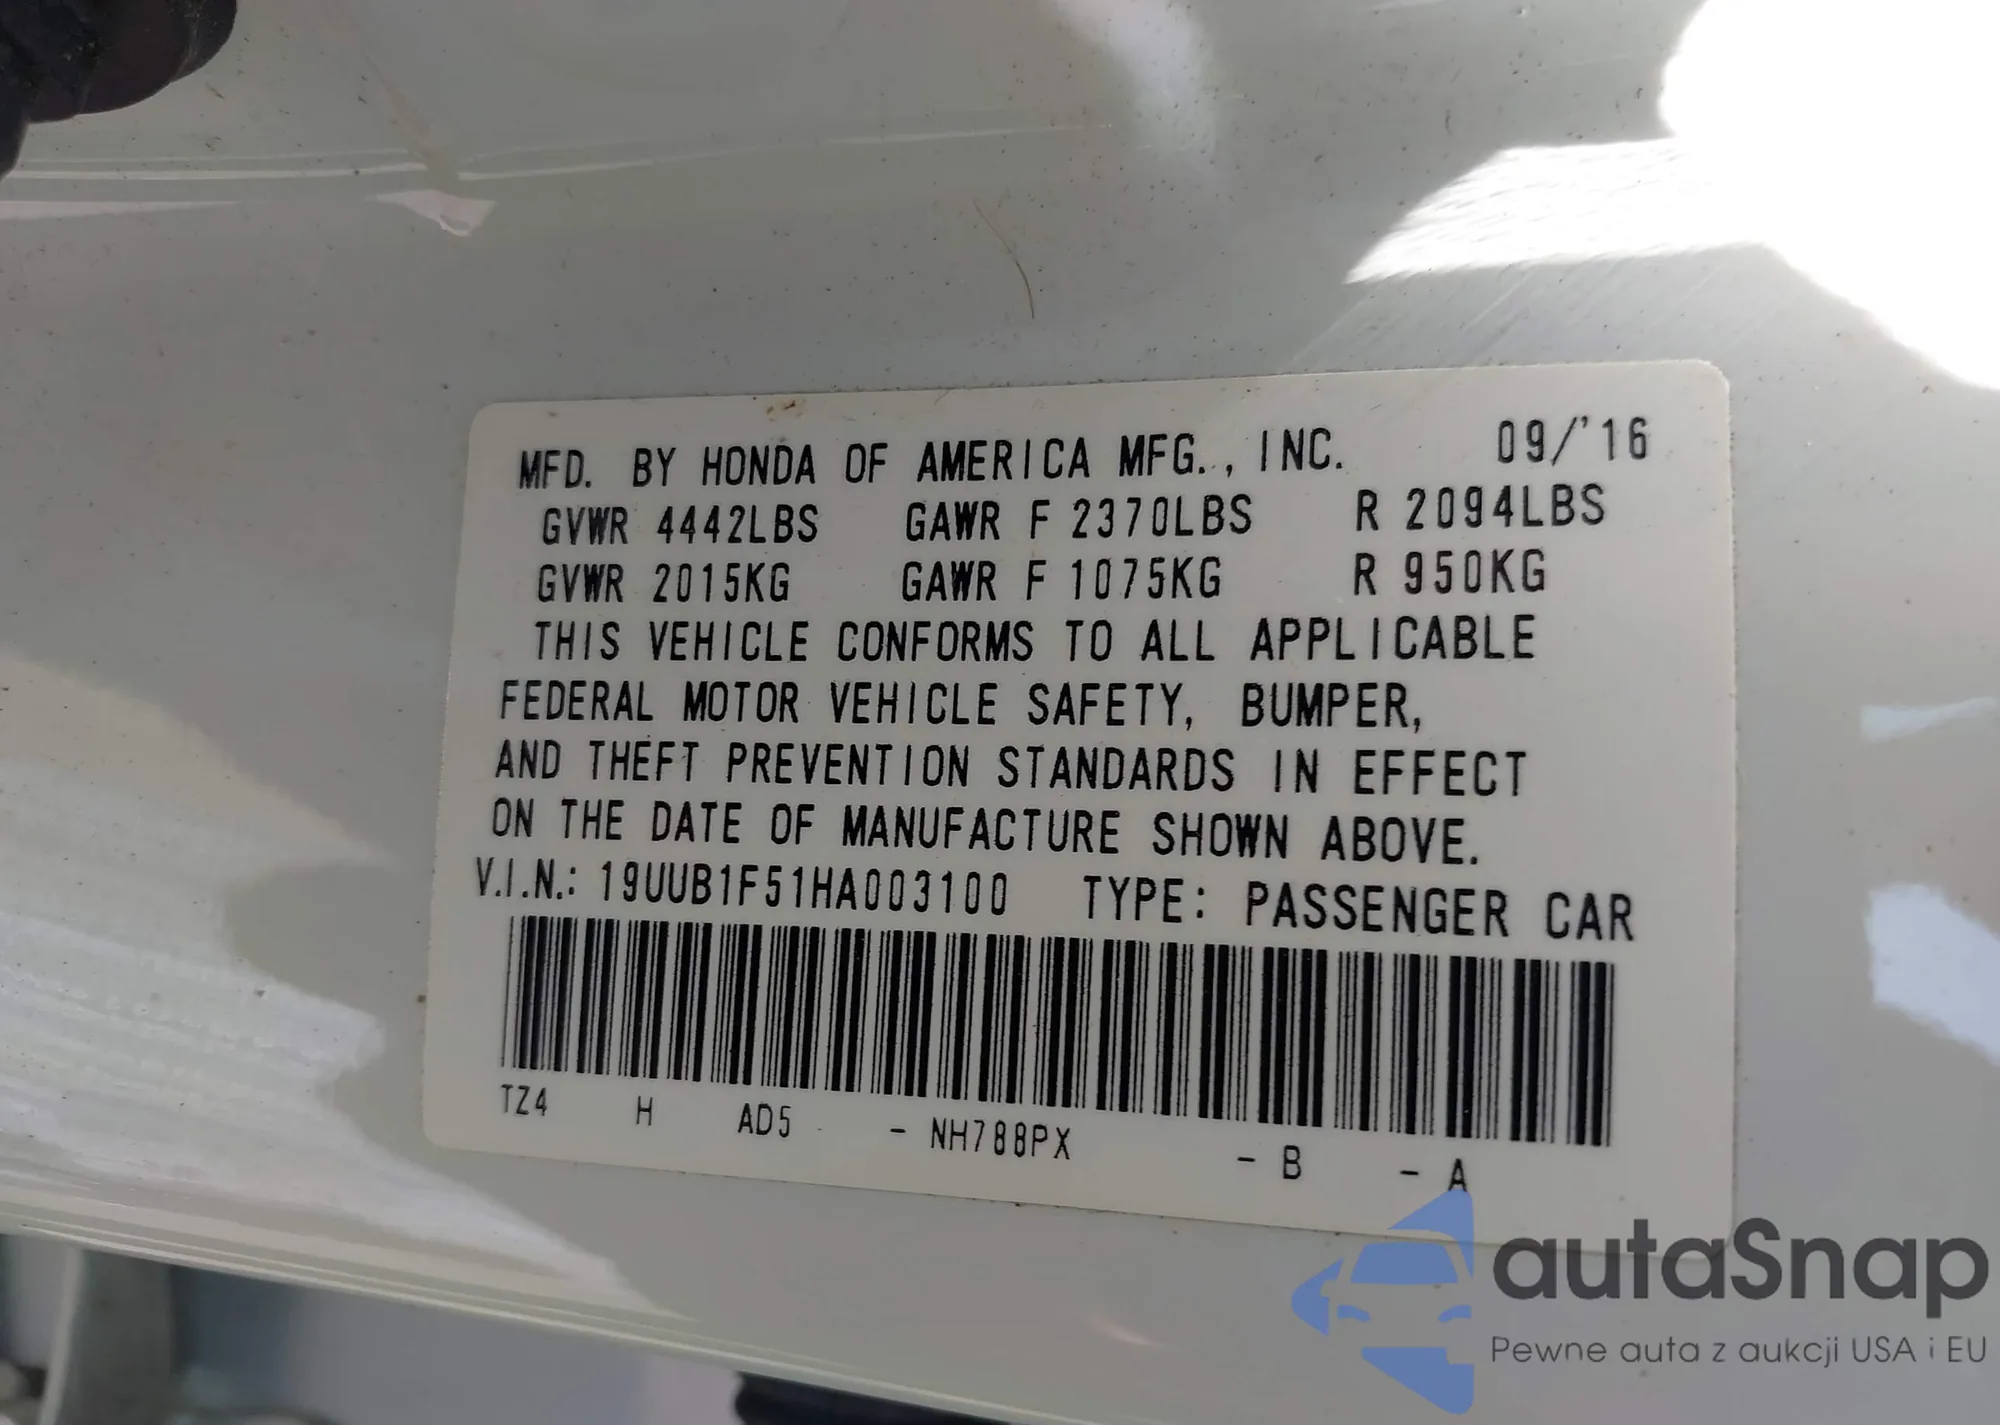 MFD. BY HONDA OF AMERICA MFG., INC. 09/'16
GVWR 4442LBS GAWR F 2370LBS R 2094LBS
GVWR 2015KG GAWR F 1075KG R 950KG
THIS VEHICLE CONFORMS TO ALL APPLICABLE
FEDERAL MOTOR VEHICLE SAFETY, BUMPER,
AND THEFT PREVENTION STANDARDS IN EFFECT
ON THE DATE OF MANUFACTURE SHOWN ABOVE.
V.I.N.: 19UUB1F51HA003100 TYPE: PASSENGER CAR
TZ4 H AD5 - NH788PX - B - A
autaSnap
Pewne auta z aukcji USA i EU